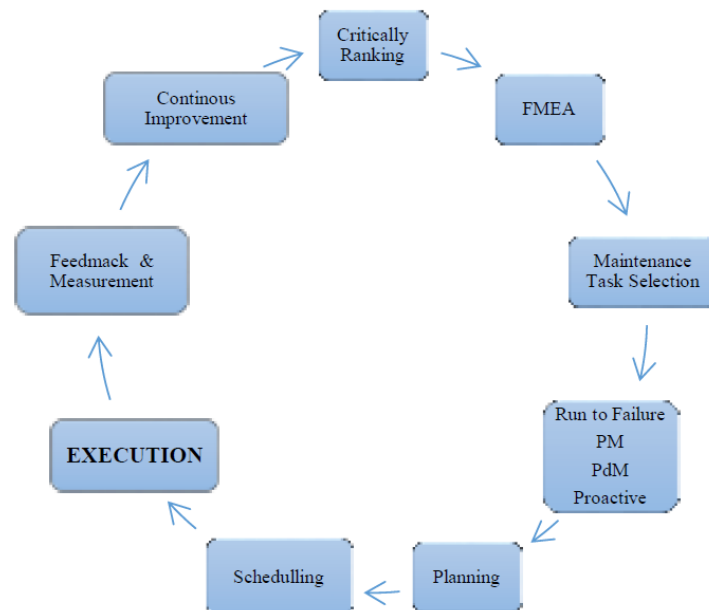 Critically
Ranking
FMEA
Maintenance
Task Selection
Run to Failure
PM
PdM
Proactive
Planning
Schedulling
EXECUTION
Feedmack &
Measurement
Continous
Improvement